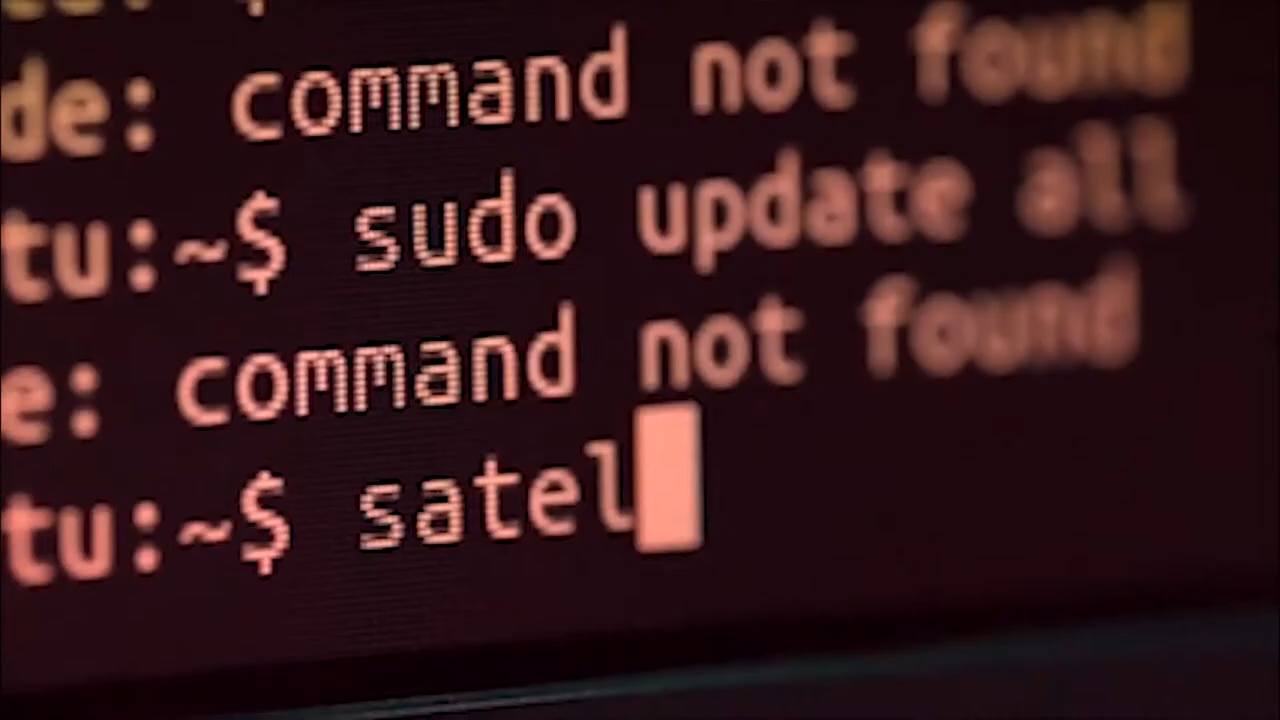 de: command not found
tu:~$ sudo update all
e: command not found
tu:~$ satel